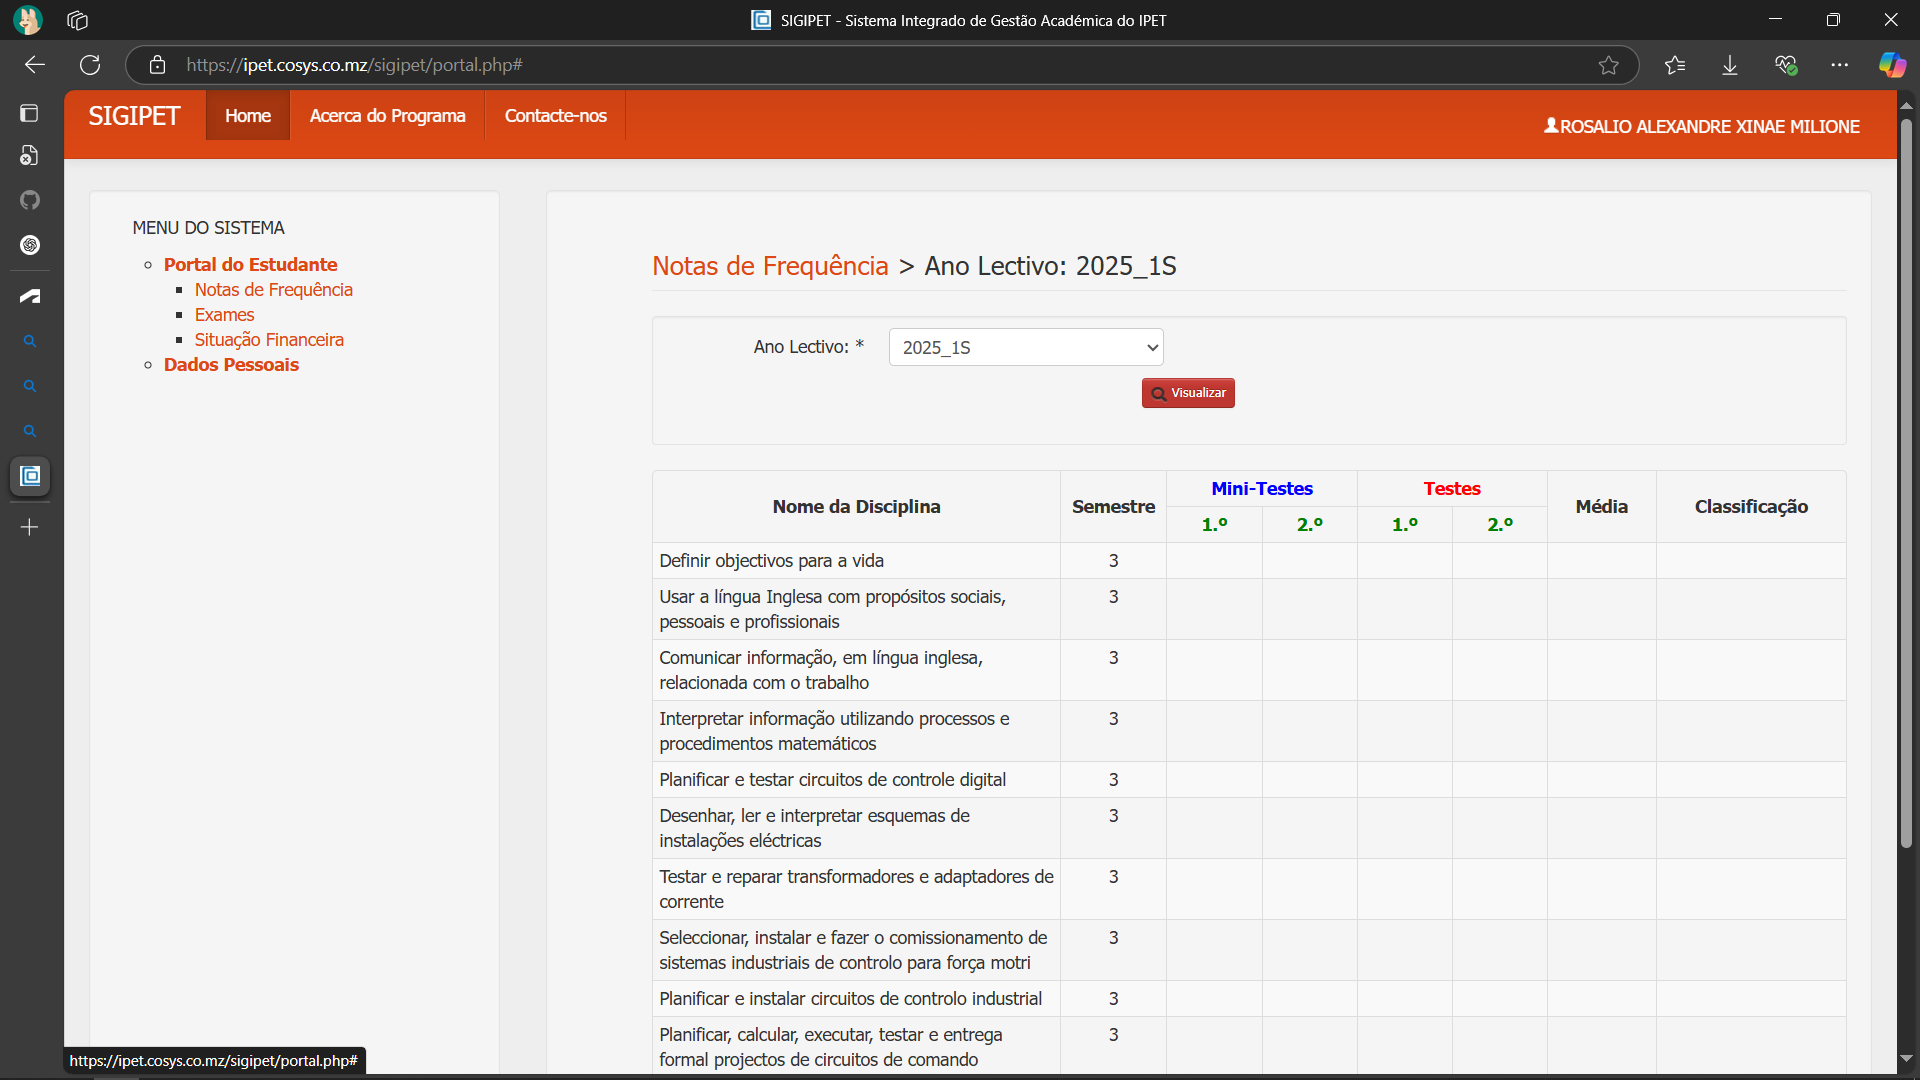 SIGIPET - Sistema Integrado de Gestão Académica do IPET
https://ipet.cosys.co.mz/sigipet/portal.php#
SIGIPET
Home
Acerca do Programa
Contacte-nos
ROSALIO ALEXANDRE XINAE MILIONE
MENU DO SISTEMA
Portal do Estudante
Notas de Frequência
Exames
Situação Financeira
Dados Pessoais
Notas de Frequência > Ano Lectivo: 2025_1S
Ano Lectivo: *
2025_1S
Visualizar
Nome da Disciplina
Semestre
Mini-Testes
Testes
Média
Classificação
1.º
2.º
1.º
2.º
Definir objectivos para a vida
3
Usar a língua Inglesa com propósitos sociais,
pessoais e profissionais
3
Comunicar informação, em língua inglesa,
relacionada com o trabalho
3
Interpretar informação utilizando processos e
procedimentos matemáticos
3
Planificar e testar circuitos de controle digital
3
Desenhar, ler e interpretar esquemas de
instalações eléctricas
3
Testar e reparar transformadores e adaptadores de
corrente
3
Seleccionar, instalar e fazer o comissionamento de
sistemas industriais de controlo para força motri
3
Planificar e instalar circuitos de controlo industrial
3
Planificar, calcular, executar, testar e entrega
formal projectos de circuitos de comando
3
https://ipet.cosys.co.mz/sigipet/portal.php#